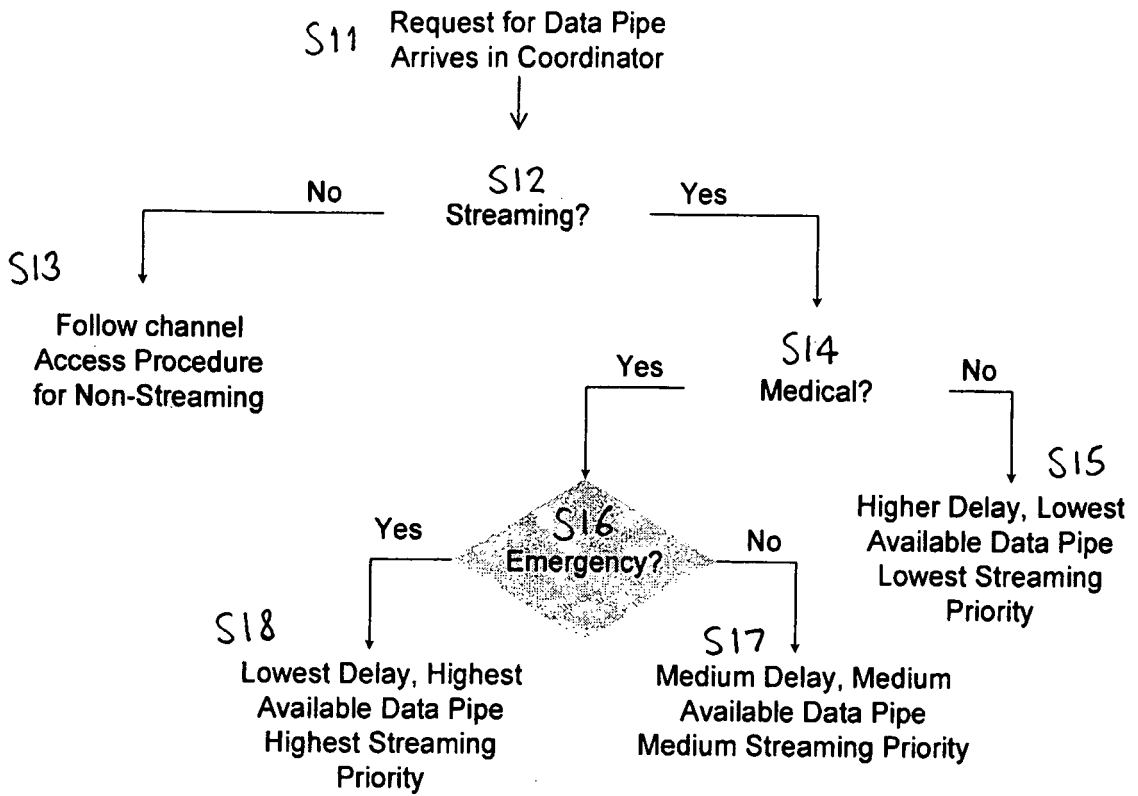 S11
Request for Data Pipe
Arrives in Coordinator
No
S12
Yes
Streaming?
S13
Follow channel
Access Procedure
for Non-Streaming
Yes
S14
No
Medical?
S15
Higher Delay, Lowest
Available Data Pipe
Lowest Streaming
Priority
Yes
S16
No
Emergency?
S18
Lowest Delay, Highest
Available Data Pipe
Highest Streaming
Priority
S17
Medium Delay, Medium
Available Data Pipe
Medium Streaming Priority